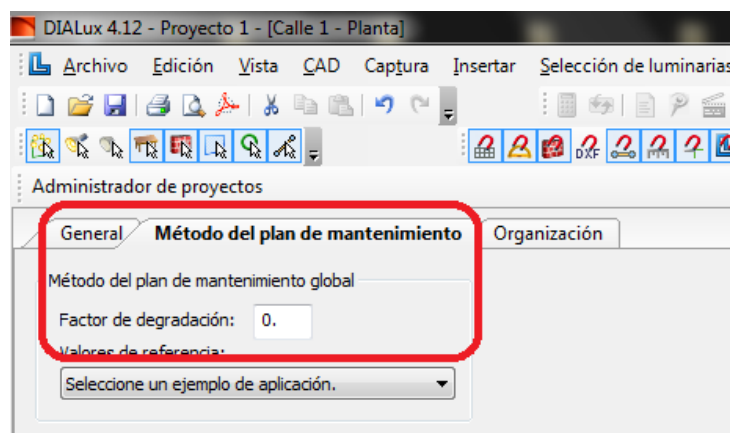 DIALux 4.12 - Proyecto 1 - [Calle 1 - Planta]
Archivo Edición Vista CAD Captura Insertar Selección de luminarias
DXF
Administrador de proyectos
General Método del plan de mantenimiento Organización
Método del plan de mantenimiento global
Factor de degradación: 0.
Valores de referencia:
Seleccione un ejemplo de aplicación.